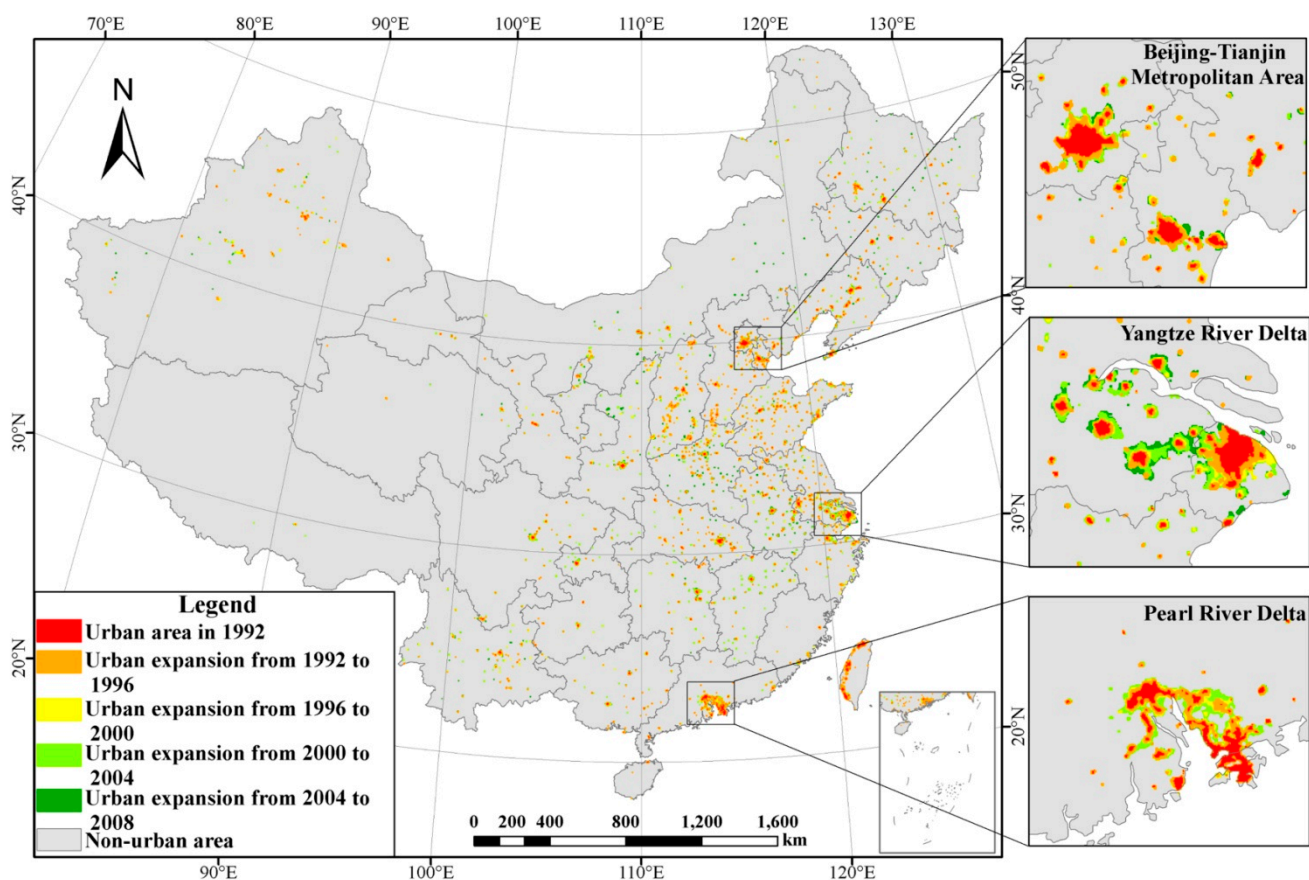 70°E 80°E 90°E 100°E 110°E 120°E 130°E
N
50°N
40°N
40°N
30°N
30°N
20°N
20°N
Beijing-Tianjin
Metropolitan Area
Yangtze River Delta
Pearl River Delta
Legend
Urban area in 1992
Urban expansion from 1992 to
1996
Urban expansion from 1996 to
2000
Urban expansion from 2000 to
2004
Urban expansion from 2004 to
2008
Non-urban area
0 200 400 800 1,200 1,600
km
90°E 100°E 110°E 120°E